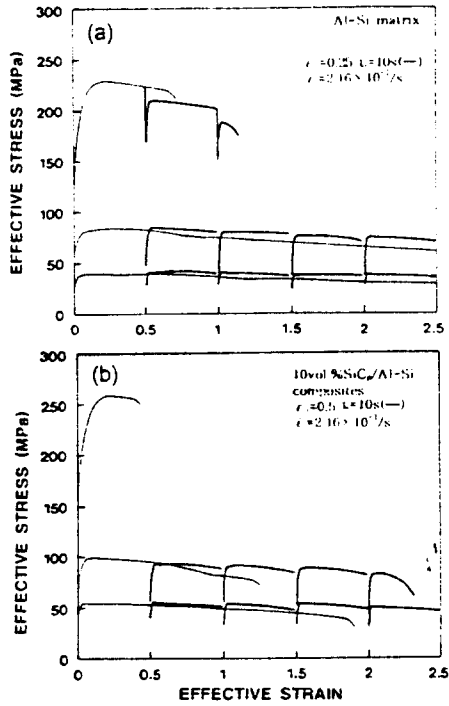 (a)
Al-Si matrix
EFFECTIVE STRESS (MPa)
300
250
200
150
100
50
0
0 0.5 1 1.5 2 2.5
(b)
10vol %SiCp/Al-Si
composites
EFFECTIVE STRESS (MPa)
300
250
200
150
100
50
0
0 0.5 1 1.5 2 2.5
EFFECTIVE STRAIN